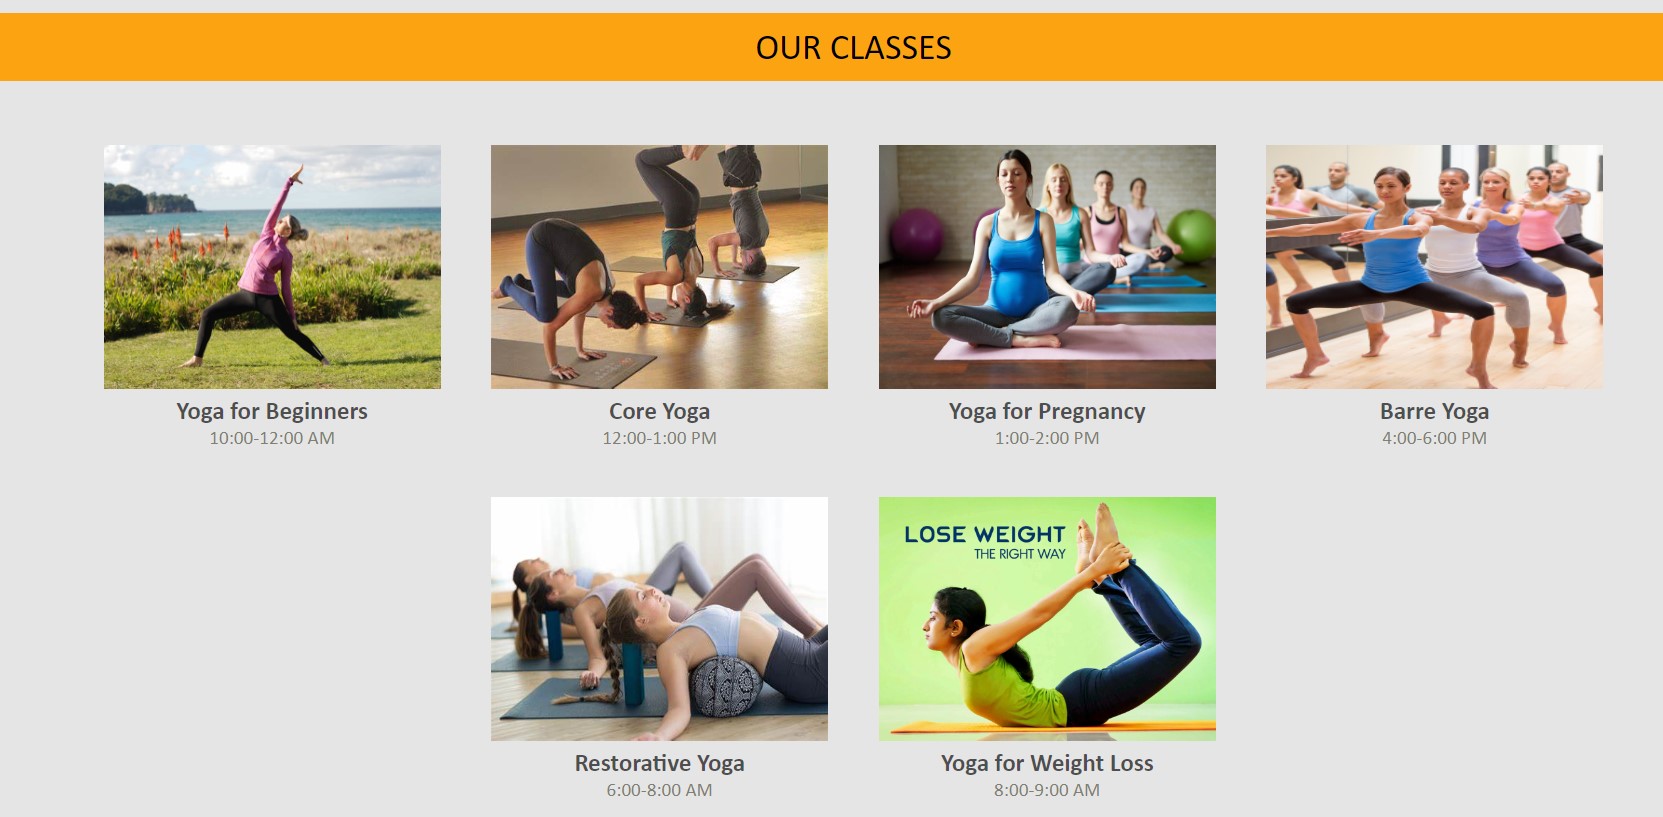 OUR CLASSES
Yoga for Beginners
10:00-12:00 AM
Core Yoga
12:00-1:00 PM
Yoga for Pregnancy
1:00-2:00 PM
Barre Yoga
4:00-6:00 PM
Restorative Yoga
6:00-8:00 AM
LOSE WEIGHT
THE RIGHT WAY
Yoga for Weight Loss
8:00-9:00 AM